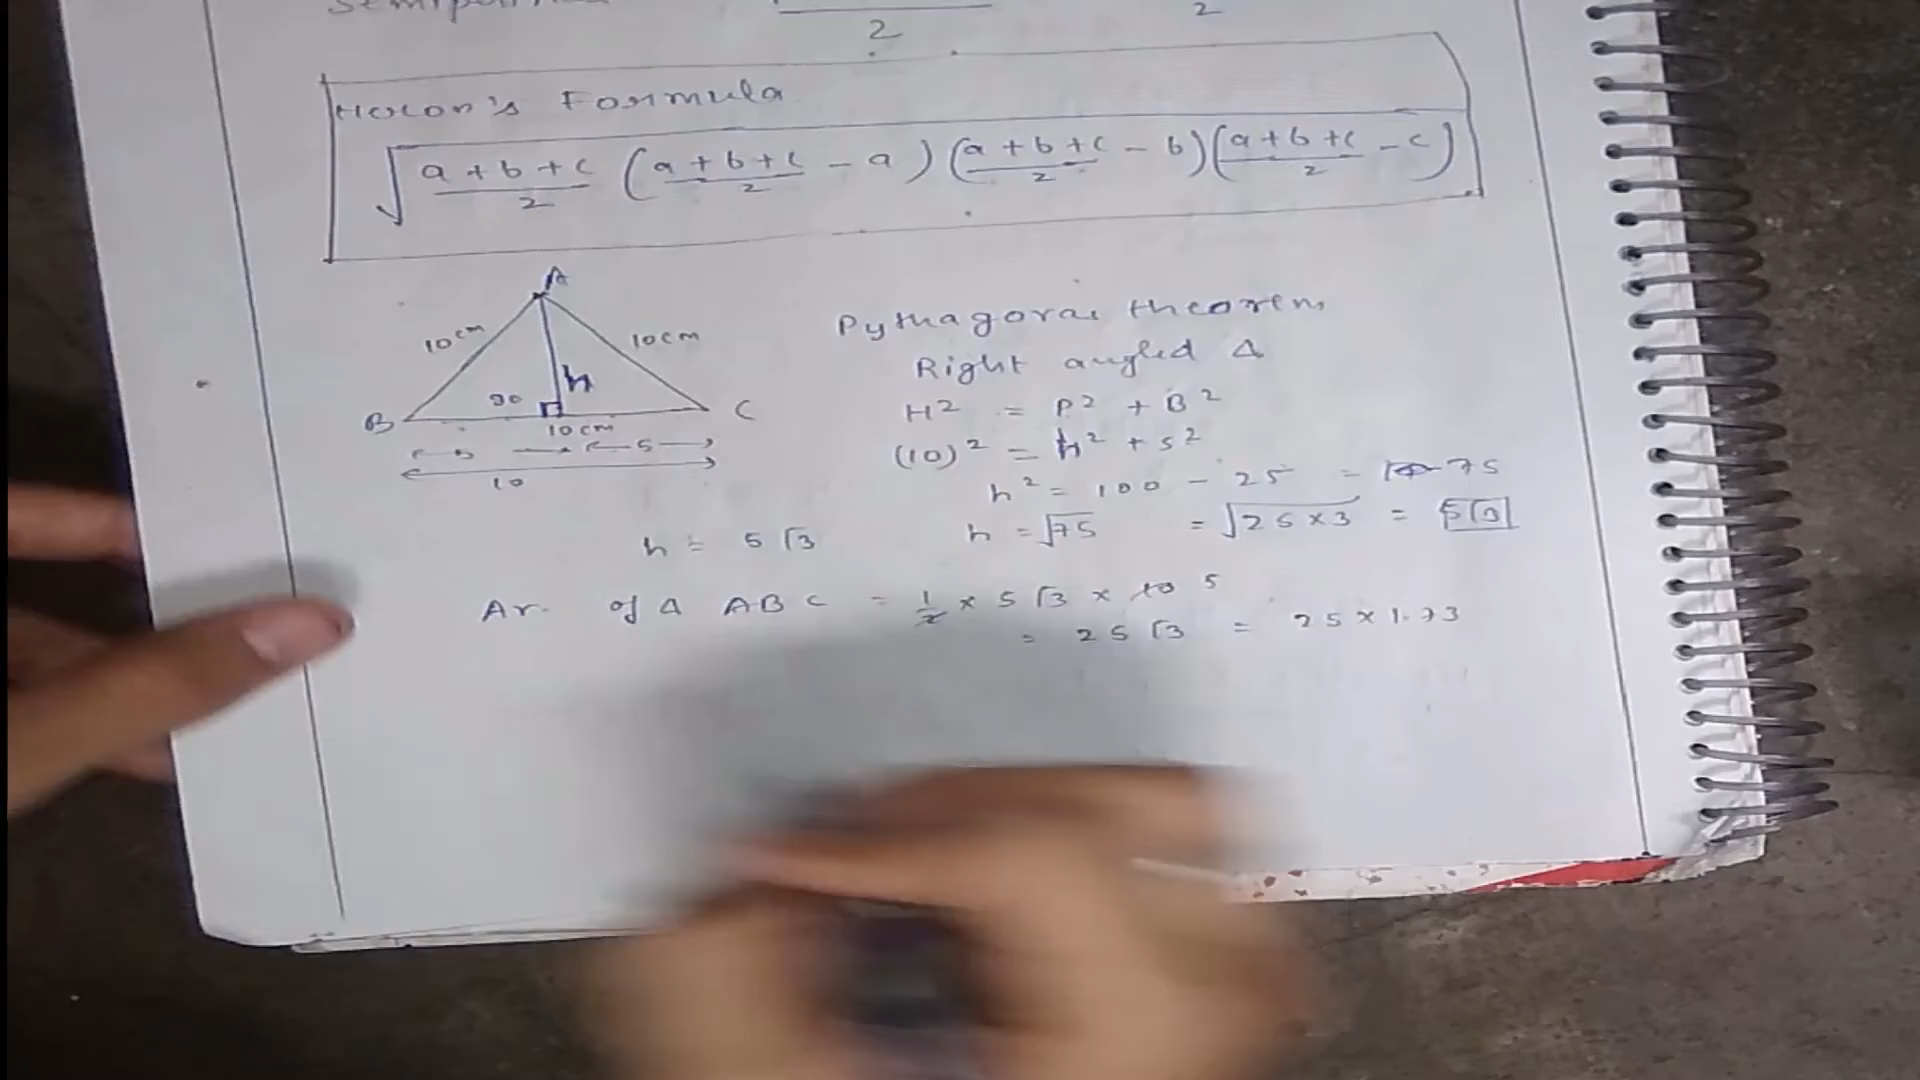 2 2
Heron's Formula
√ a+b+c/2 (a+b+c/2 - a) (a+b+c/2 - b) (a+b+c/2 - c)
A
10cm 10cm
90 h
B C
10cm
5 5
10
Pythagoras theorem
Right angled Δ
H² = P² + B²
(10)² = h² + 5²
h² = 100 - 25 = 75
h = √75 = √25×3 = 5√3
h = 5√3
Ar. of Δ ABC = 1/2 × 5√3 × 10 5
= 25√3 = 25 × 1.73